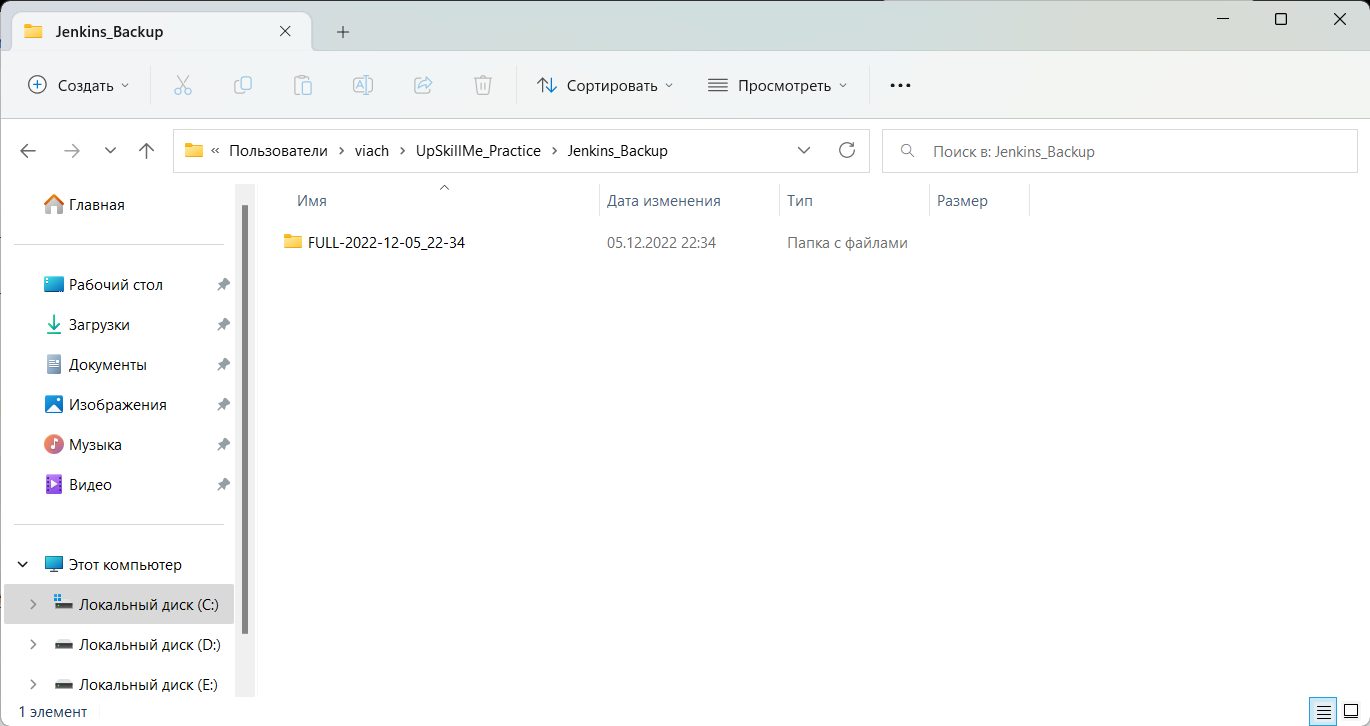 Jenkins_Backup
Создать
Сортировать
Просмотреть
« Пользователи › viach › UpSkillMe_Practice › Jenkins_Backup
Поиск в: Jenkins_Backup
Имя Дата изменения Тип Размер
FULL-2022-12-05_22-34 05.12.2022 22:34 Папка с файлами
Главная
Рабочий стол
Загрузки
Документы
Изображения
Музыка
Видео
Этот компьютер
Локальный диск (C:)
Локальный диск (D:)
Локальный диск (E:)
1 элемент